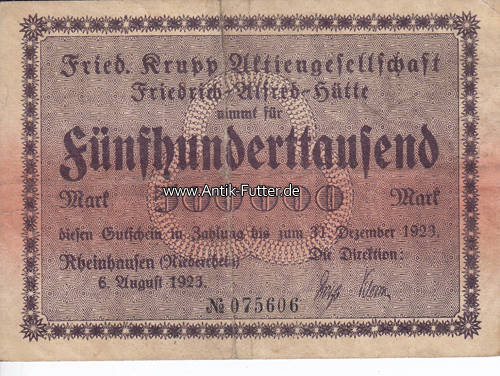 Fried. Krupp Aktiengesellschaft
Friedrich-Alfred-Hütte
nimmt für
Fünfhunderttausend
Mark 500000 Mark
www.Antik-Futter.de
diesen Gutschein in Zahlung bis zum 31. Dezember 1923.
Rheinhausen (Niederrhein) Die Direktion:
6. August 1923.
№ 075606